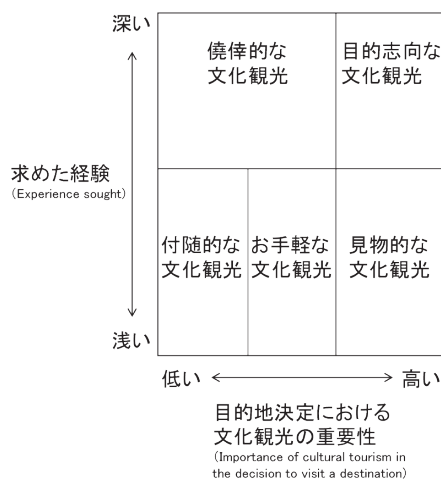 深い
僥倖的な
文化観光
目的志向な
文化観光
求めた経験
(Experience sought)
付随的な
文化観光
お手軽な
文化観光
見物的な
文化観光
浅い
低い
高い
目的地決定における
文化観光の重要性
(Importance of cultural tourism in
the decision to visit a destination)